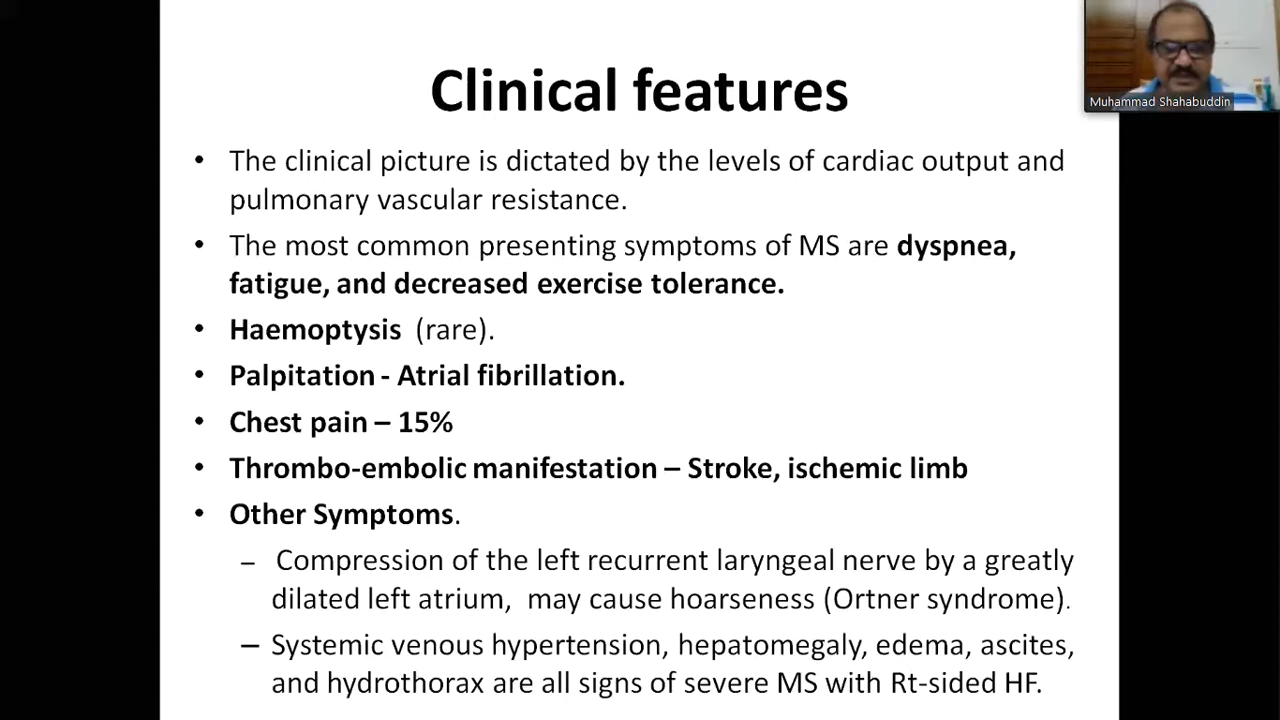 Clinical features
Muhammad Shahabuddin
• The clinical picture is dictated by the levels of cardiac output and
pulmonary vascular resistance.
• The most common presenting symptoms of MS are dyspnea,
fatigue, and decreased exercise tolerance.
• Haemoptysis (rare).
• Palpitation - Atrial fibrillation.
• Chest pain – 15%
• Thrombo-embolic manifestation – Stroke, ischemic limb
• Other Symptoms.
– Compression of the left recurrent laryngeal nerve by a greatly
dilated left atrium, may cause hoarseness (Ortner syndrome).
– Systemic venous hypertension, hepatomegaly, edema, ascites,
and hydrothorax are all signs of severe MS with Rt-sided HF.